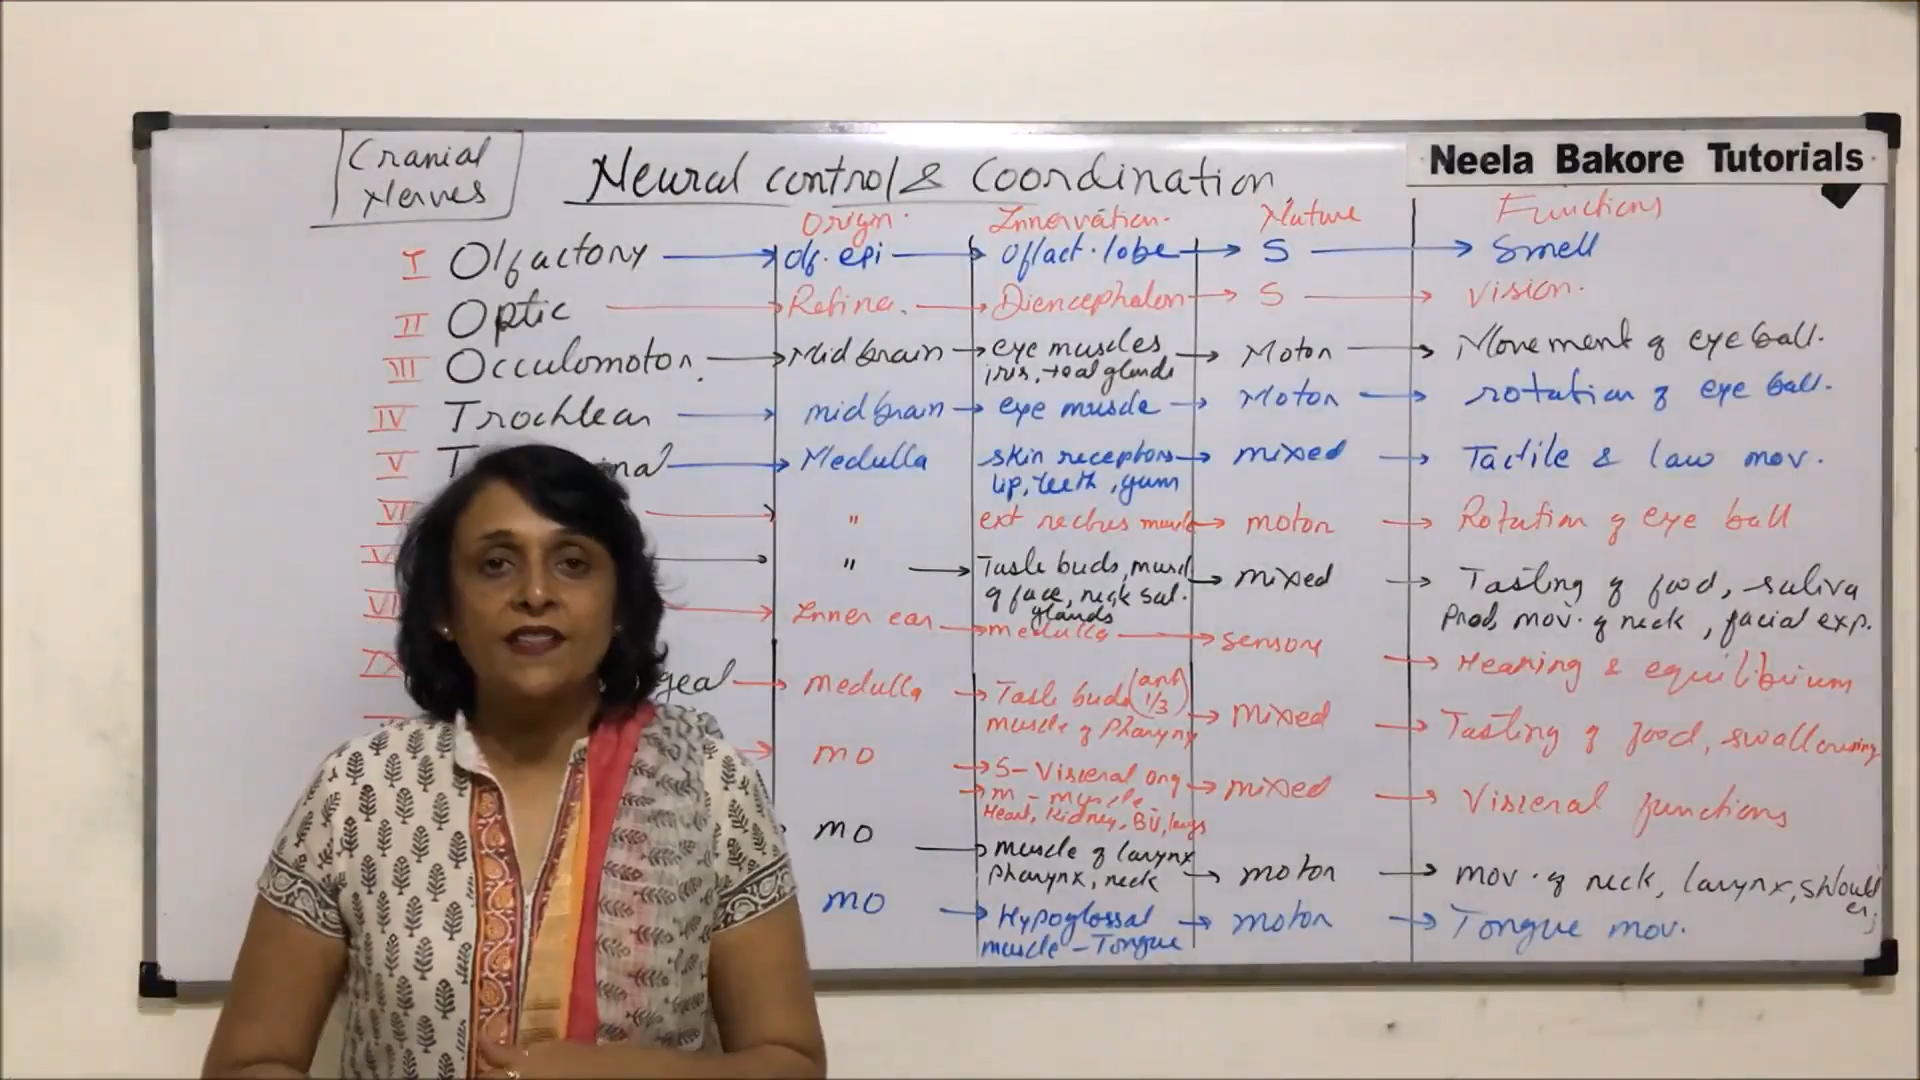 Cranial Nerves
Neural control & Coordination
Neela Bakore Tutorials
Origin. Innervation. Nature Functions
I Olfactory → Olf. epi → Olfact. lobe → S → Smell
II Optic → Retina. → Diencephalon → S → Vision.
III Occulomotor. → Midbrain → eye muscles iris, tear glands → Motor → Movement of eye ball.
IV Trochlear → midbrain → eye muscle → Motor → rotation of eye ball.
V → Medulla skin receptors lip, teeth, gum → mixed → Tactile & Jaw mov.
VI → " ext rectus muscle → motor → Rotation of eye ball
→ " → Taste buds, musl of face, neck sal. glands → mixed → Tasting of food, saliva Prod, mov. of neck, facial exp.
→ Inner ear → medulla → sensory → Hearing & equilibrium
IX geal → Medulla → Taste buds (ant 1/3) muscle of Pharynx → mixed → Tasting of food, swallowing
→ MO → S - Visceral org → m - muscle Heart, Kidney, BV, lungs → mixed → Visceral functions
MO → muscle of larynx pharynx, neck → motor → mov. of neck, larynx, shoulder,
MO → Hypoglossal muscle - Tongue → motor → Tongue mov.